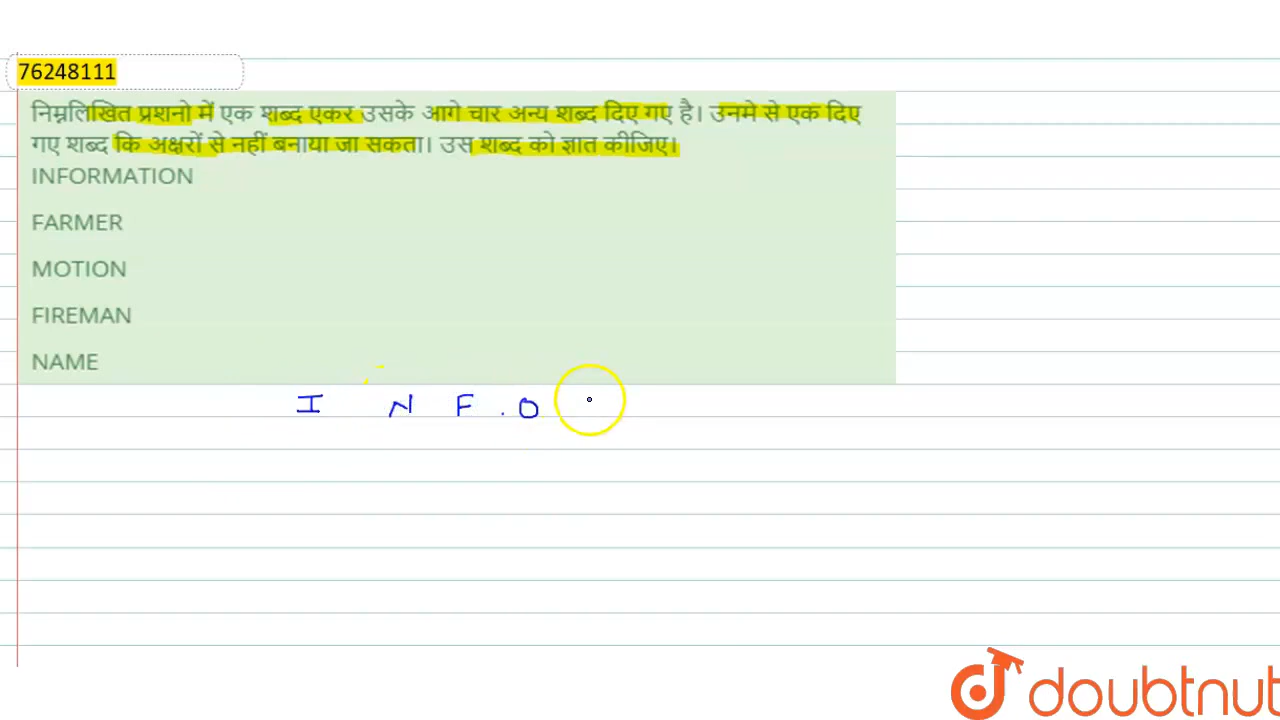 76248111
निम्नलिखित प्रशनो में एक शब्द एकर उसके आगे चार अन्य शब्द दिए गए है। उनमे से एक दिए
गए शब्द कि अक्षरों से नहीं बनाया जा सकता। उस शब्द को ज्ञात कीजिए।
INFORMATION
FARMER
MOTION
FIREMAN
NAME
I N F . O
doubtnut